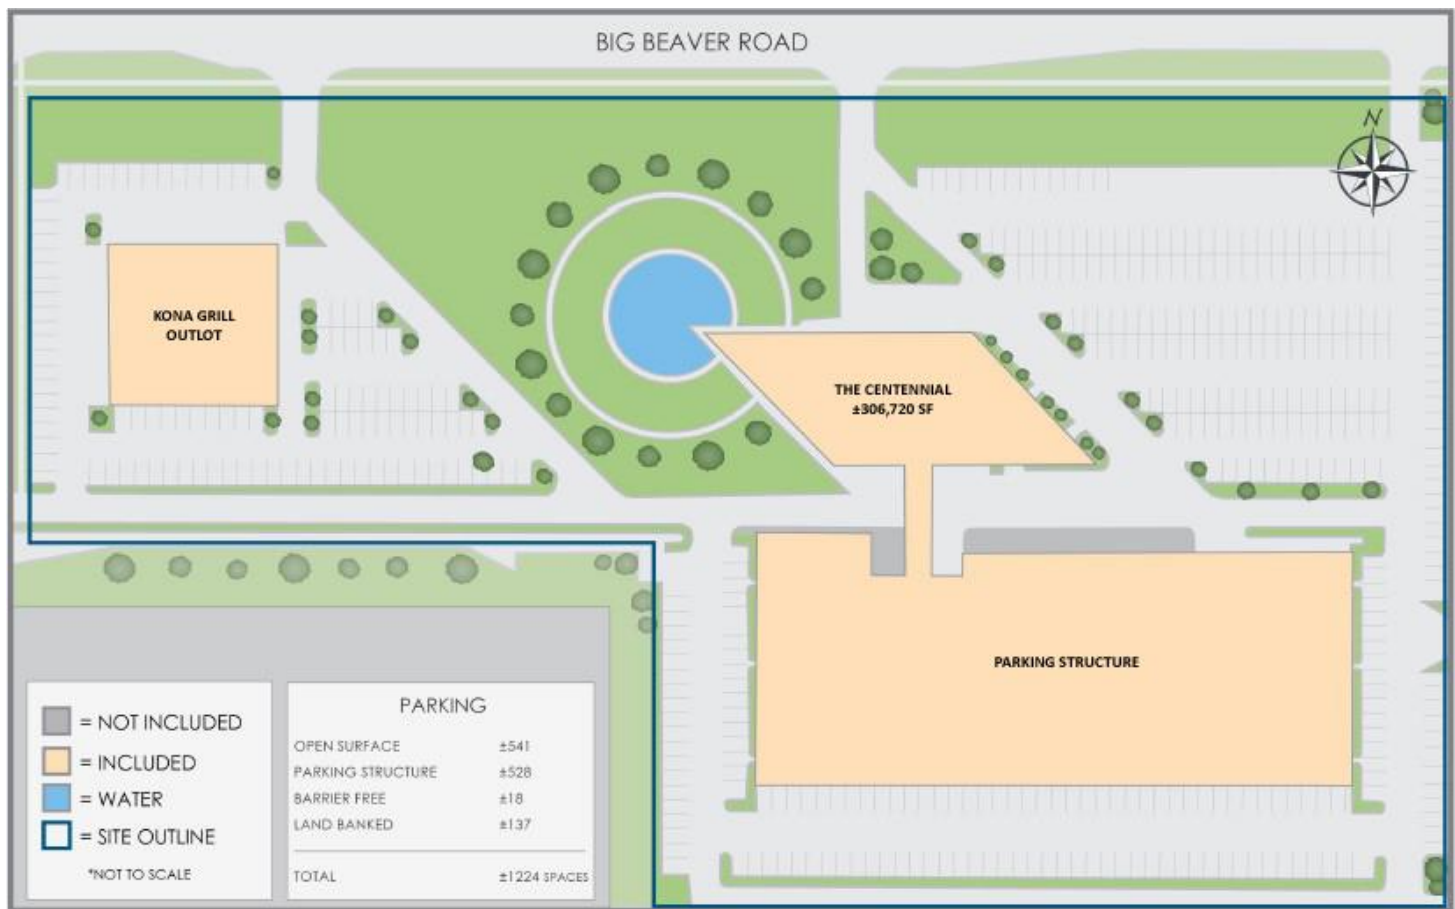 BIG BEAVER ROAD
N
KONA GRILL
OUTLOT
THE CENTENNIAL
±306,720 SF
PARKING STRUCTURE
= NOT INCLUDED
= INCLUDED
= WATER
= SITE OUTLINE
*NOT TO SCALE
PARKING
OPEN SURFACE ±541
PARKING STRUCTURE ±528
BARRIER FREE ±18
LAND BANKED ±137
TOTAL ±1224 SPACES